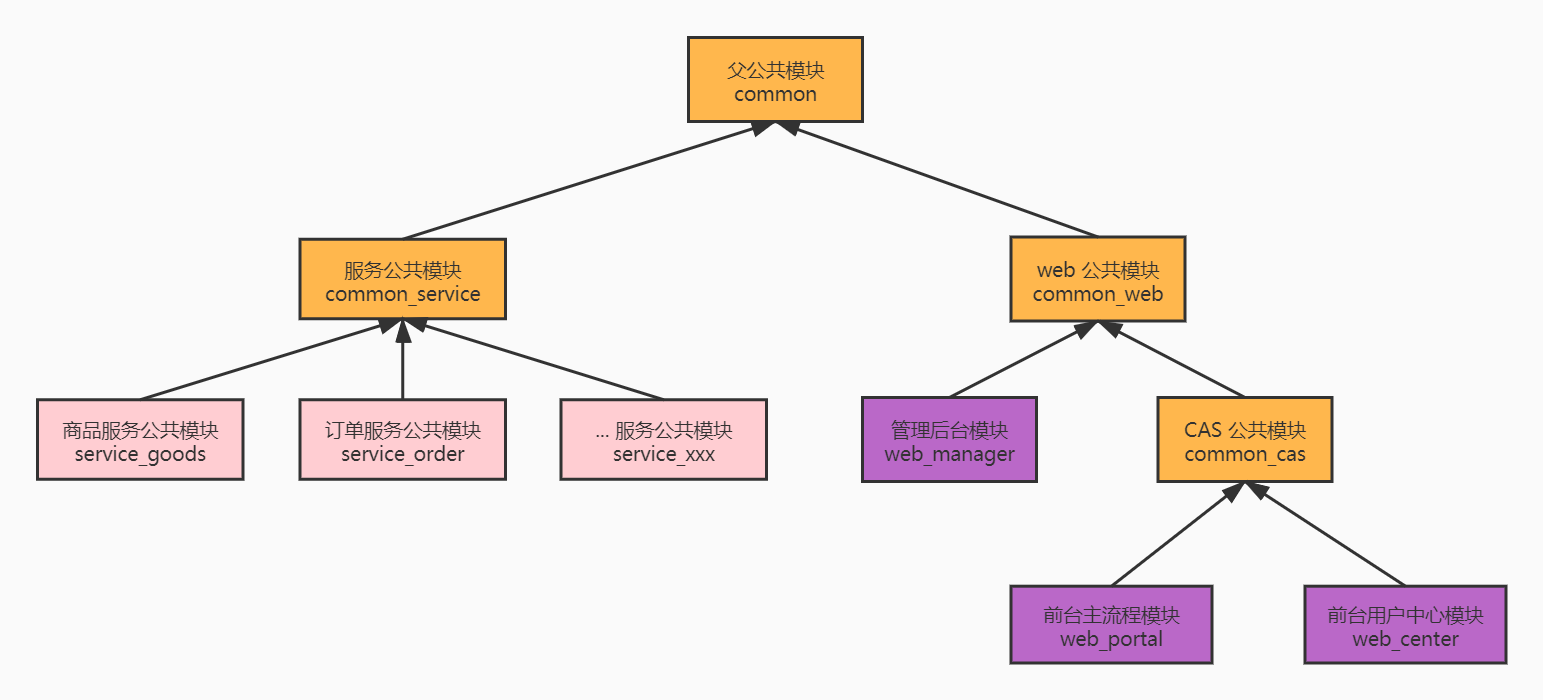 父公共模块
common
服务公共模块
common_service
web 公共模块
common_web
商品服务公共模块
service_goods
订单服务公共模块
service_order
... 服务公共模块
service_xxx
管理后台模块
web_manager
CAS 公共模块
common_cas
前台主流程模块
web_portal
前台用户中心模块
web_center